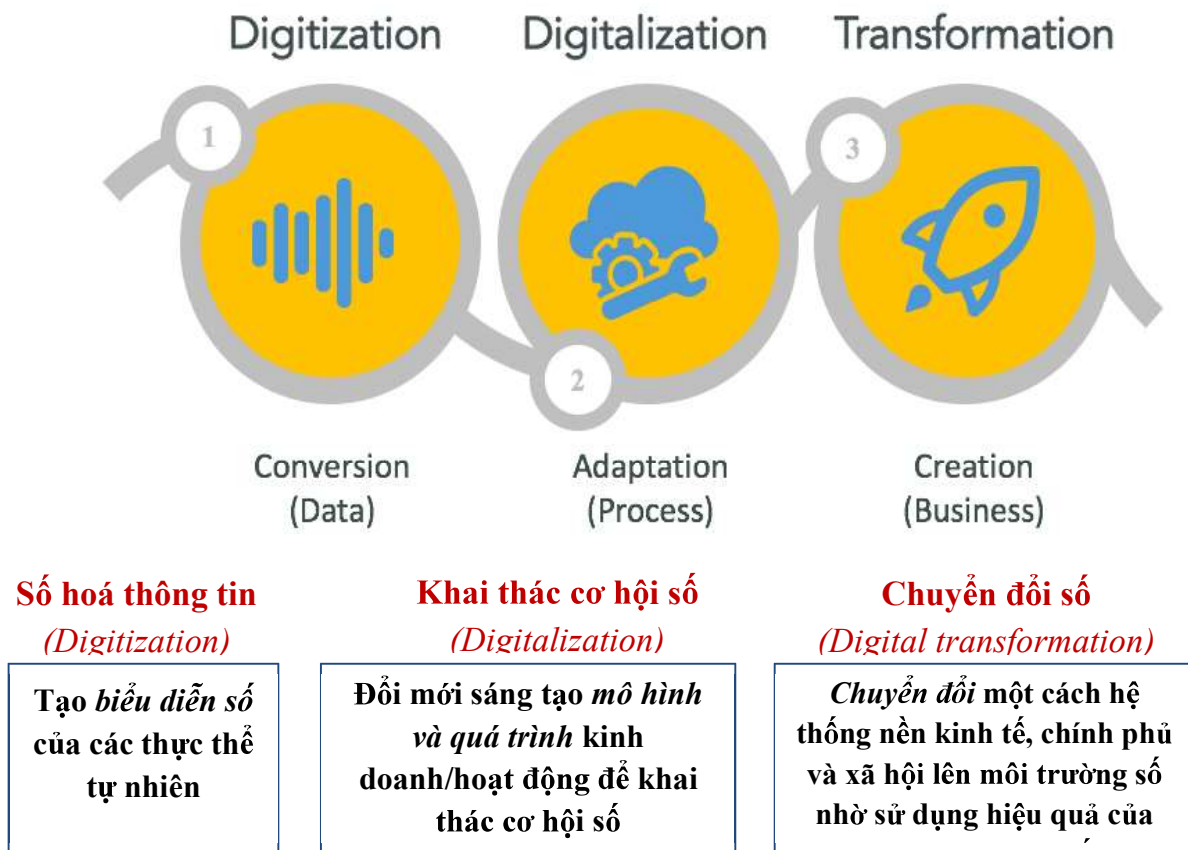 Digitization
Digitalization
Transformation
1
2
3
Conversion
(Data)
Adaptation
(Process)
Creation
(Business)
Số hoá thông tin
(Digitization)
Khai thác cơ hội số
(Digitalization)
Chuyển đổi số
(Digital transformation)
Tạo biểu diễn số
của các thực thể
tự nhiên
Đổi mới sáng tạo mô hình
và quá trình kinh
doanh/hoạt động để khai
thác cơ hội số
Chuyển đổi một cách hệ
thống nền kinh tế, chính phủ
và xã hội lên môi trường số
nhờ sử dụng hiệu quả của